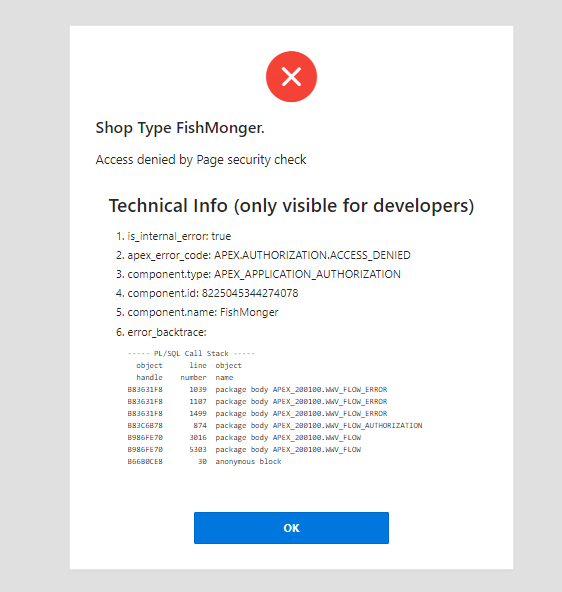 Shop Type FishMonger.
Access denied by Page security check
Technical Info (only visible for developers)
1. is_internal_error: true
2. apex_error_code: APEX.AUTHORIZATION.ACCESS_DENIED
3. component.type: APEX_APPLICATION_AUTHORIZATION
4. component.id: 8225045344274078
5. component.name: FishMonger
6. error_backtrace:
----- PL/SQL Call Stack -----
object line object
handle number name
B83631F8 1039 package body APEX_200100.WWV_FLOW_ERROR
B83631F8 1107 package body APEX_200100.WWV_FLOW_ERROR
B83631F8 1499 package body APEX_200100.WWV_FLOW_ERROR
B83C6B78 874 package body APEX_200100.WWV_FLOW_AUTHORIZATION
B986FE70 3016 package body APEX_200100.WWV_FLOW
B986FE70 5303 package body APEX_200100.WWV_FLOW
B66B0CE8 30 anonymous block
OK